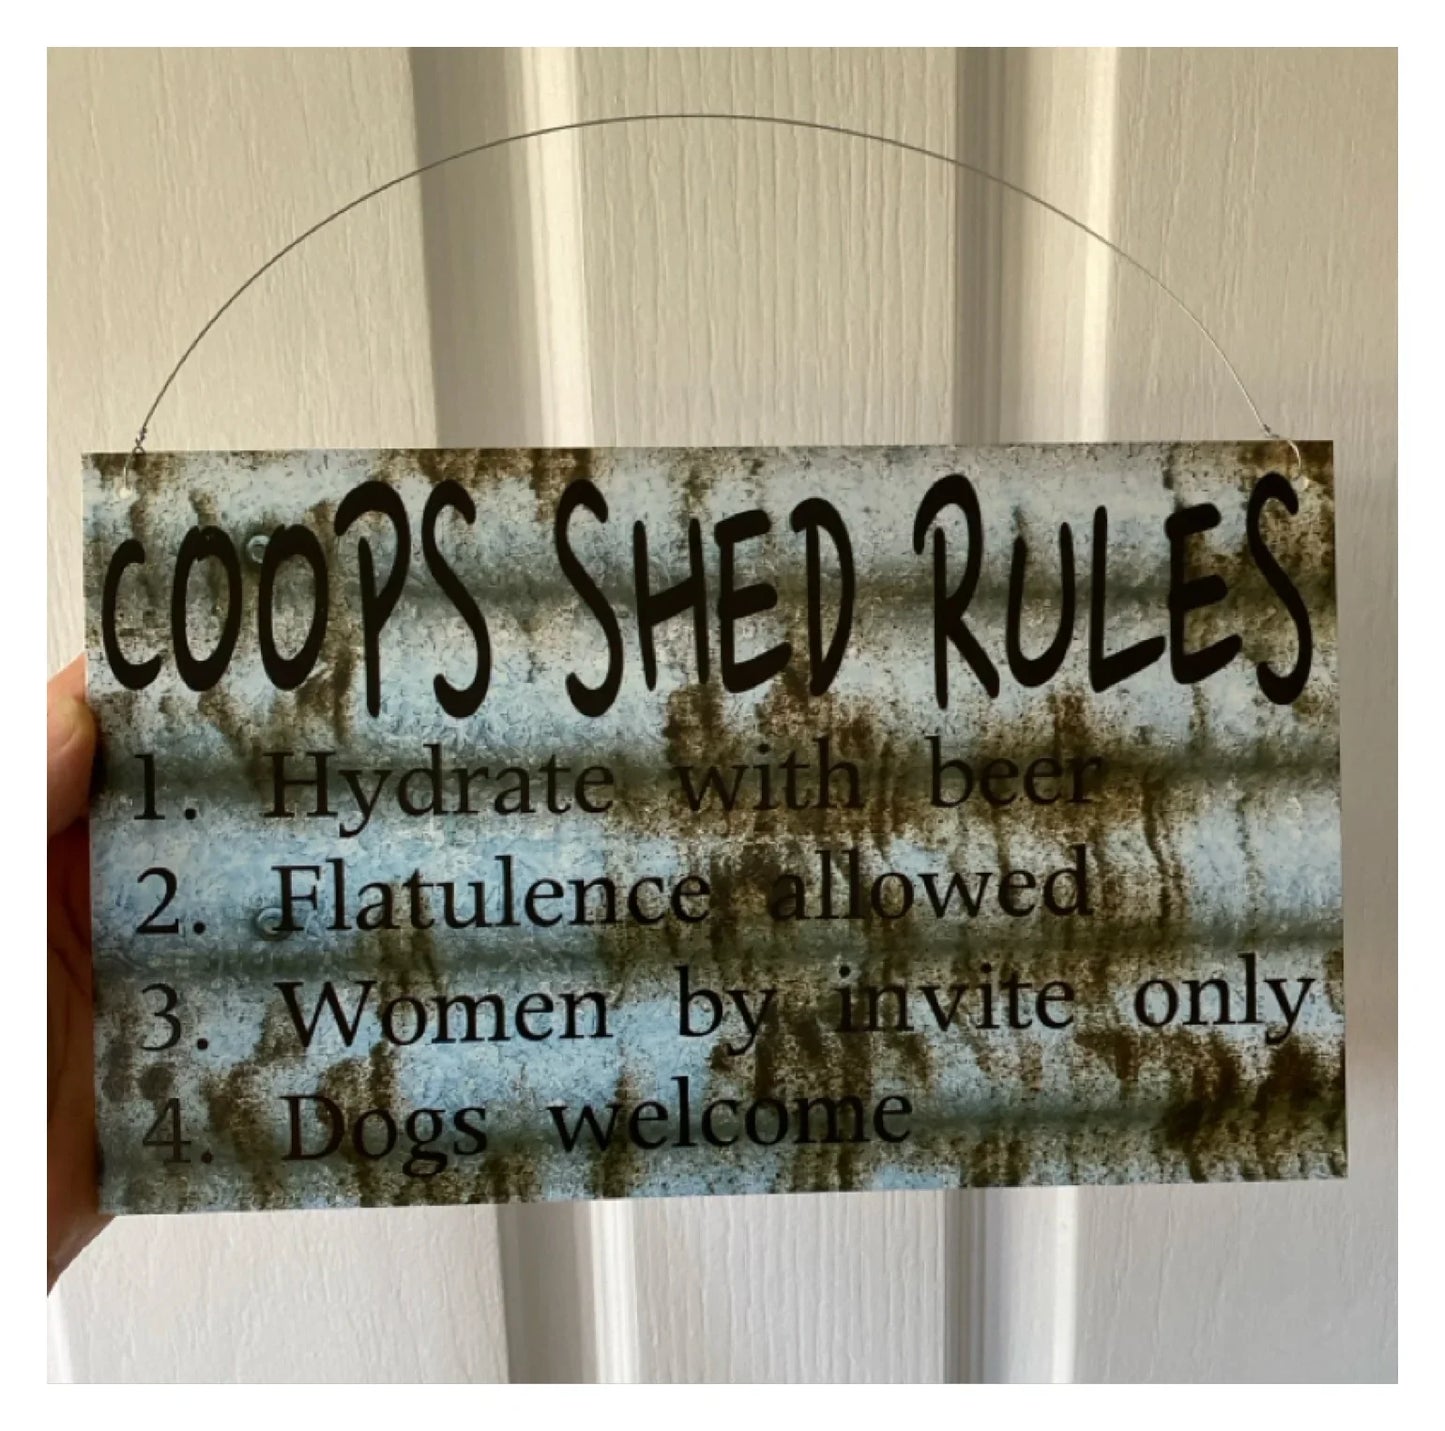 COOPS SHED RULES
1. Hydrate with beer
2. Flatulence allowed
3. Women by invite only
4. Dogs welcome